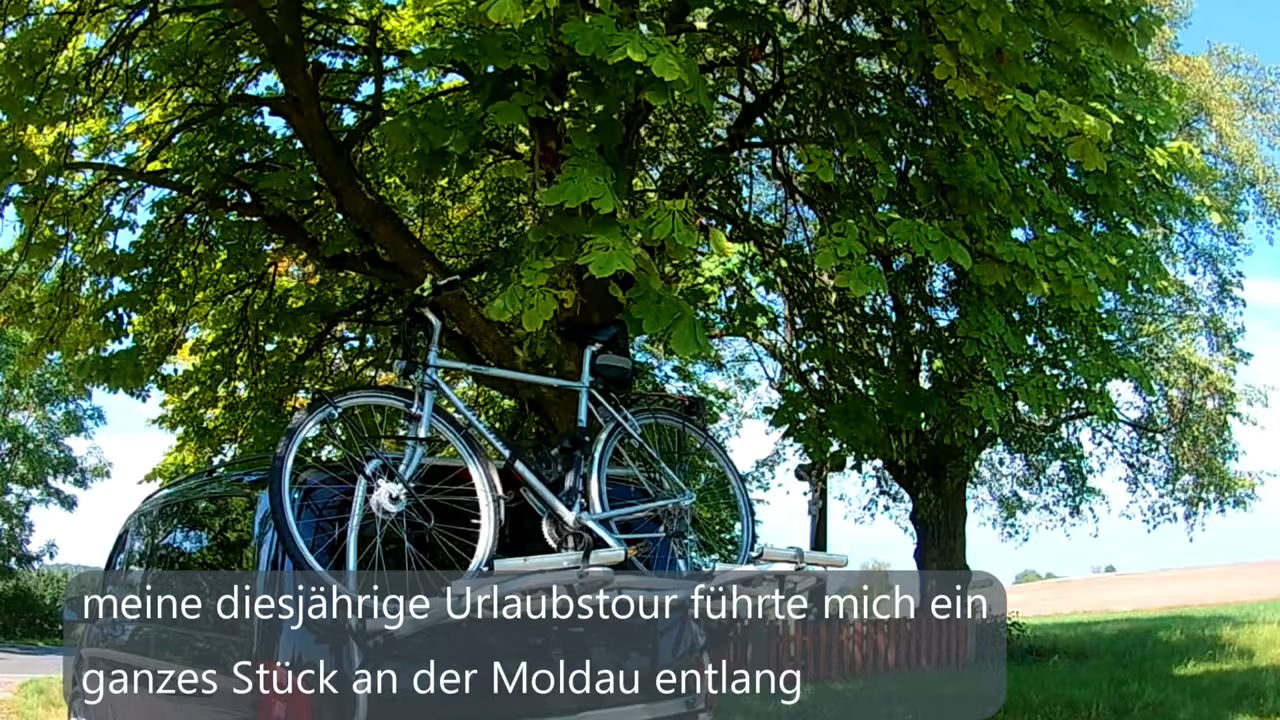 meine diesjährige Urlaubstour führte mich ein
ganzes Stück an der Moldau entlang